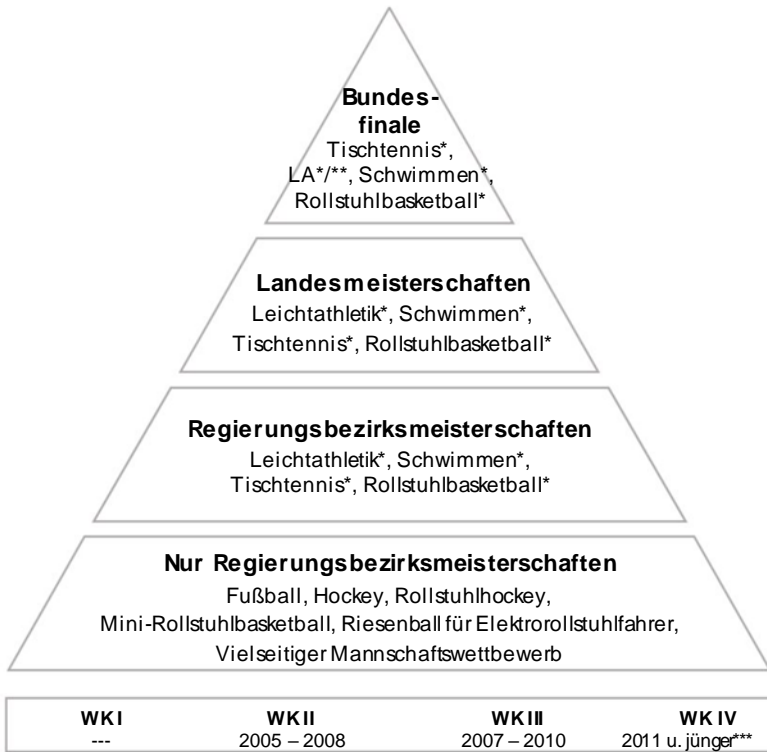 Bundes-
finale
Tischtennis*,
LA*/**, Schwimmen*,
Rollstuhlbasketball*
Landesmeisterschaften
Leichtathletik*, Schwimmen*,
Tischtennis*, Rollstuhlbasketball*
Regierungsbezirksmeisterschaften
Leichtathletik*, Schwimmen*,
Tischtennis*, Rollstuhlbasketball*
Nur Regierungsbezirksmeisterschaften
Fußball, Hockey, Rollstuhlhockey,
Mini-Rollstuhlbasketball, Riesenball für Elektrorollstuhlfahrer,
Vielseitiger Mannschaftswettbewerb
WK I WK II WK III WK IV
--- 2005 – 2008 2007 – 2010 2011 u. jünger***